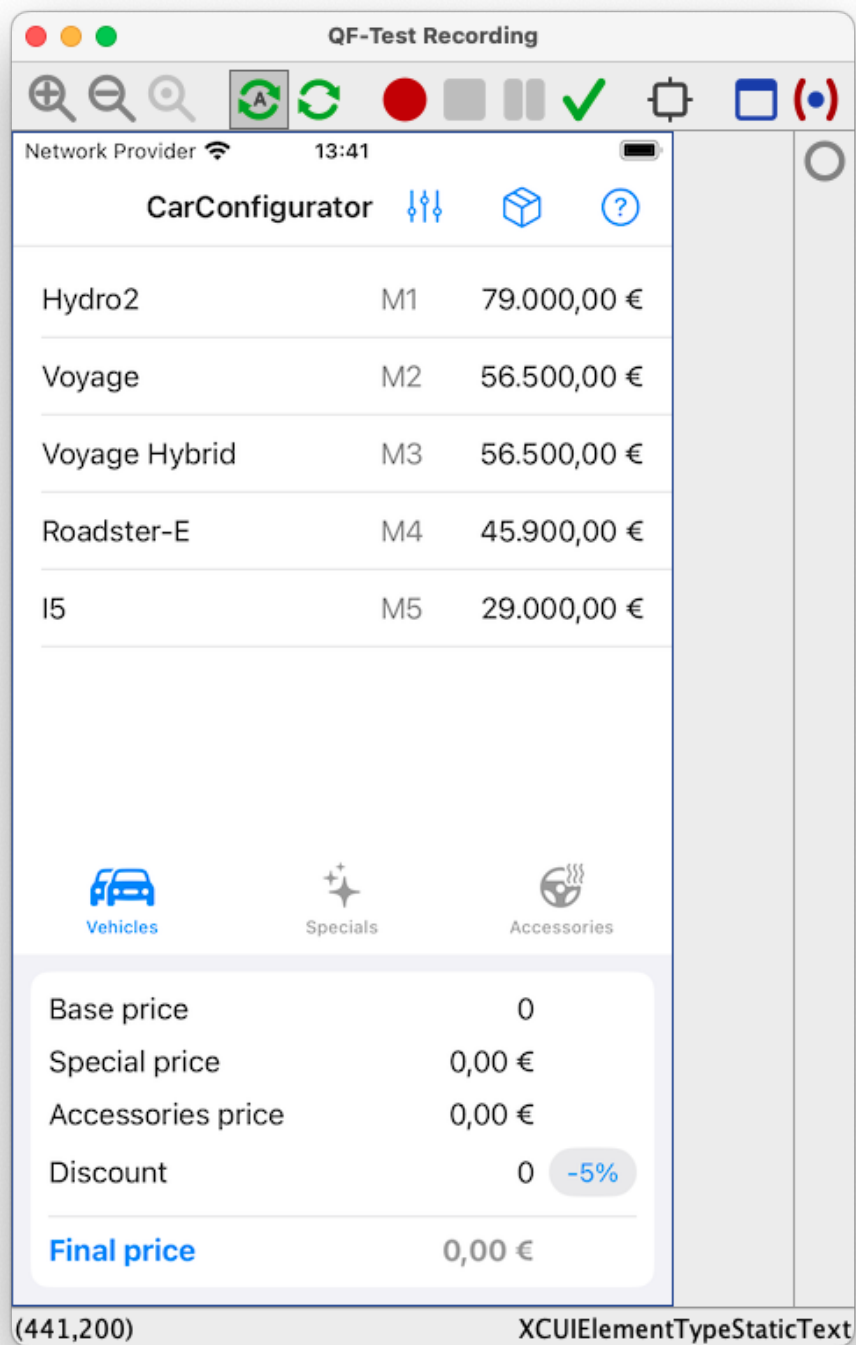 QF-Test Recording
A
Network Provider 13:41
CarConfigurator ?
Hydro2 M1 79.000,00 €
Voyage M2 56.500,00 €
Voyage Hybrid M3 56.500,00 €
Roadster-E M4 45.900,00 €
I5 M5 29.000,00 €
Vehicles Specials Accessories
Base price 0
Special price 0,00 €
Accessories price 0,00 €
Discount 0 -5%
Final price 0,00 €
(441,200) XCUIElementTypeStaticText